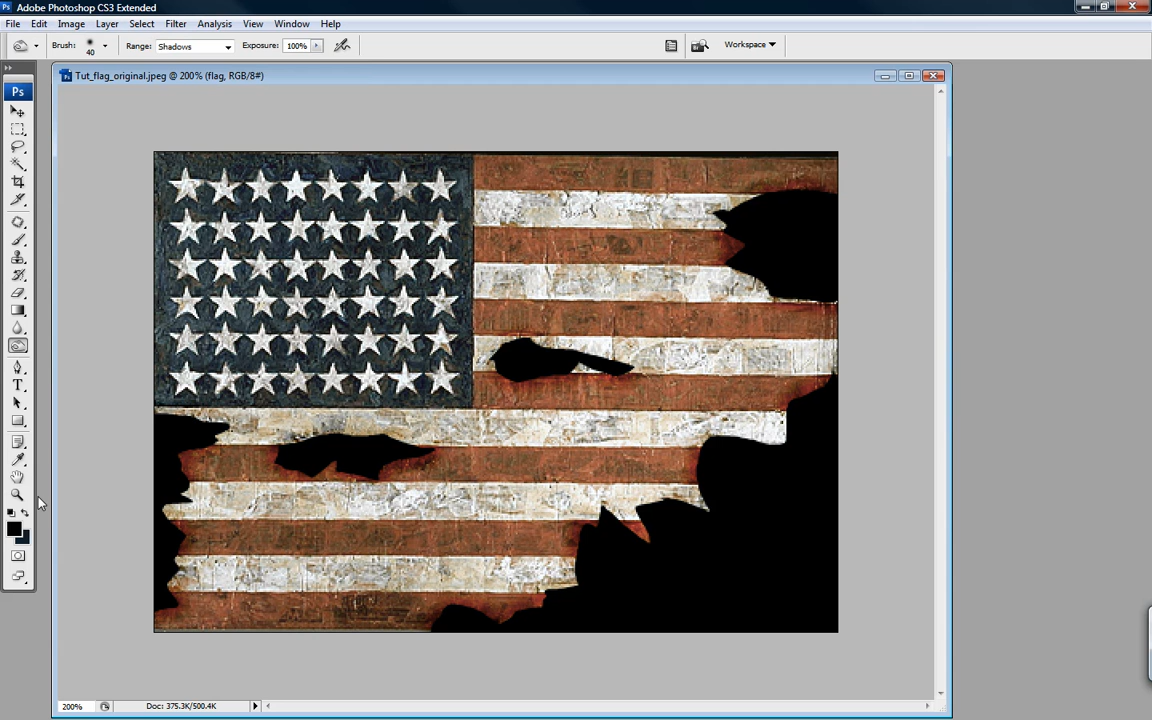 Ps Adobe Photoshop CS3 Extended
File Edit Image Layer Select Filter Analysis View Window Help
Brush: 40 Range: Shadows Exposure: 100% Workspace
Tut_flag_original.jpeg @ 200% (flag, RGB/8#)
Ps
T
200% Doc: 375.3K/500.4K